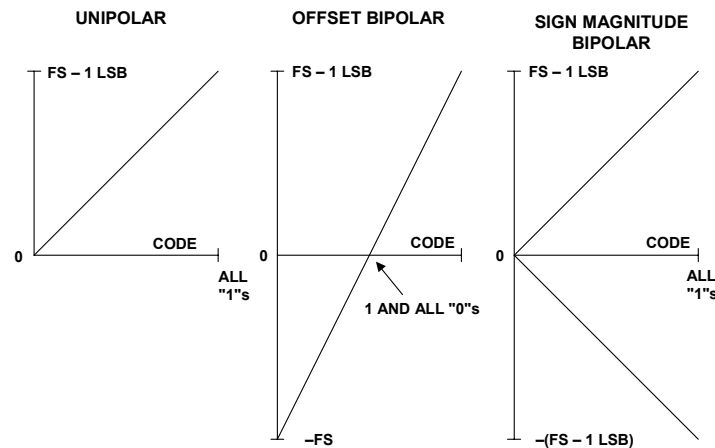 UNIPOLAR
FS – 1 LSB
0
CODE
ALL
"1"s
OFFSET BIPOLAR
FS – 1 LSB
0
CODE
1 AND ALL "0"s
–FS
SIGN MAGNITUDE
BIPOLAR
FS – 1 LSB
0
CODE
ALL
"1"s
–(FS – 1 LSB)